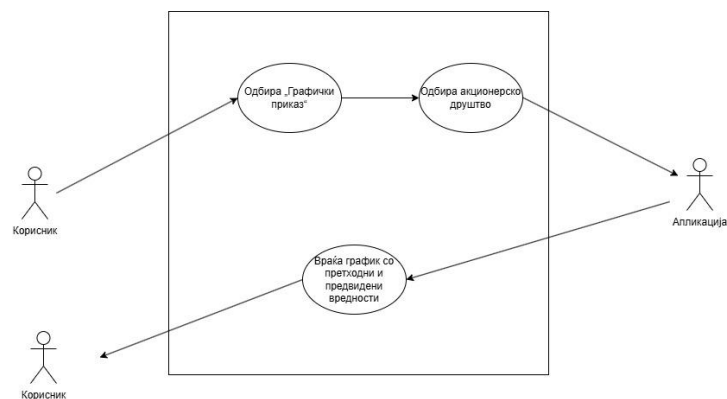 Одбира „Графички
приказ“
Одбира акционерско
друштво
Корисник
Апликација
Враќа график со
претходни и
предвидени
вредности
Корисник